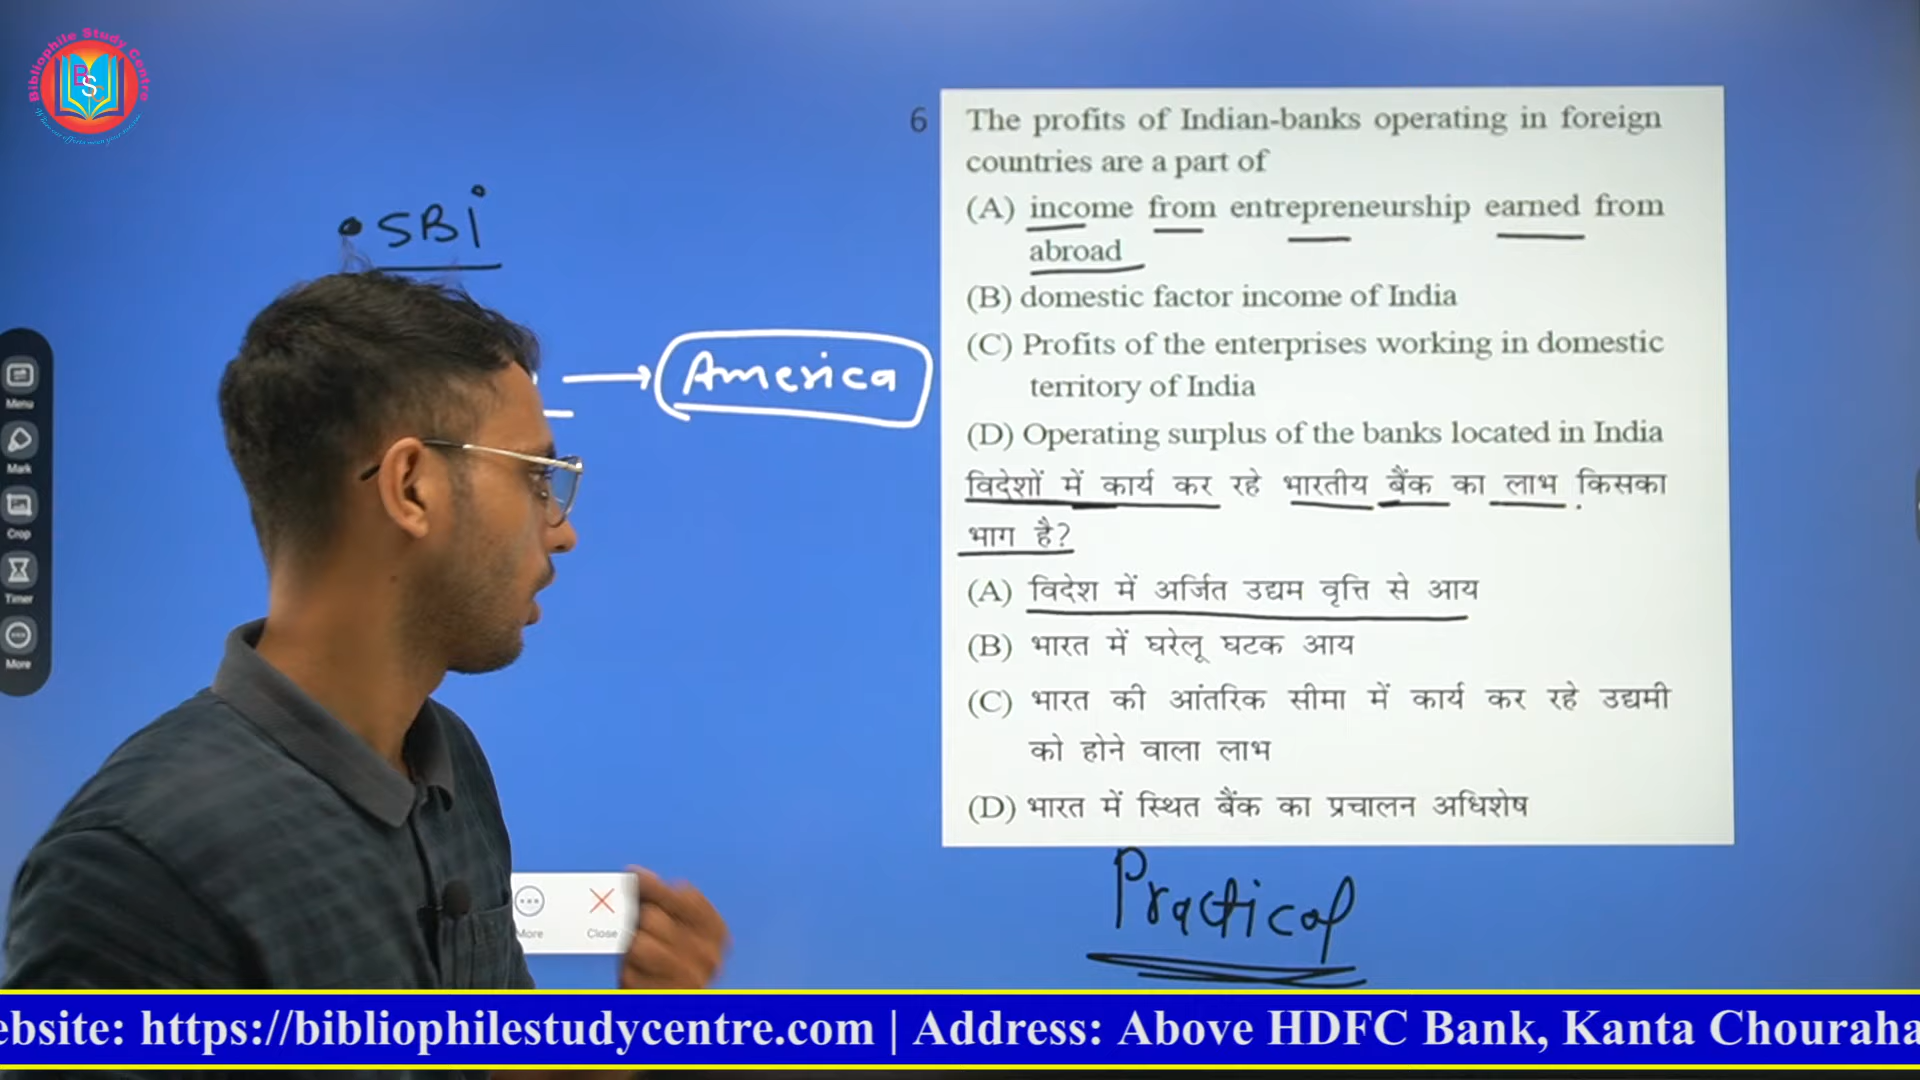 Bibliophile Study Centre
BSC
SBI
America
6
The profits of Indian-banks operating in foreign
countries are a part of
(A) income from entrepreneurship earned from
abroad
(B) domestic factor income of India
(C) Profits of the enterprises working in domestic
territory of India
(D) Operating surplus of the banks located in India
विदेशों में कार्य कर रहे भारतीय बैंक का लाभ किसका
भाग है?
(A) विदेश में अर्जित उद्यम वृत्ति से आय
(B) भारत में घरेलू घटक आय
(C) भारत की आंतरिक सीमा में कार्य कर रहे उद्यमी
को होने वाला लाभ
(D) भारत में स्थित बैंक का प्रचालन अधिशेष
Practical
Menu
Mark
Crop
Timer
More
More
Close
ebsite: https://bibliophilestudycentre.com | Address: Above HDFC Bank, Kanta Chouraha